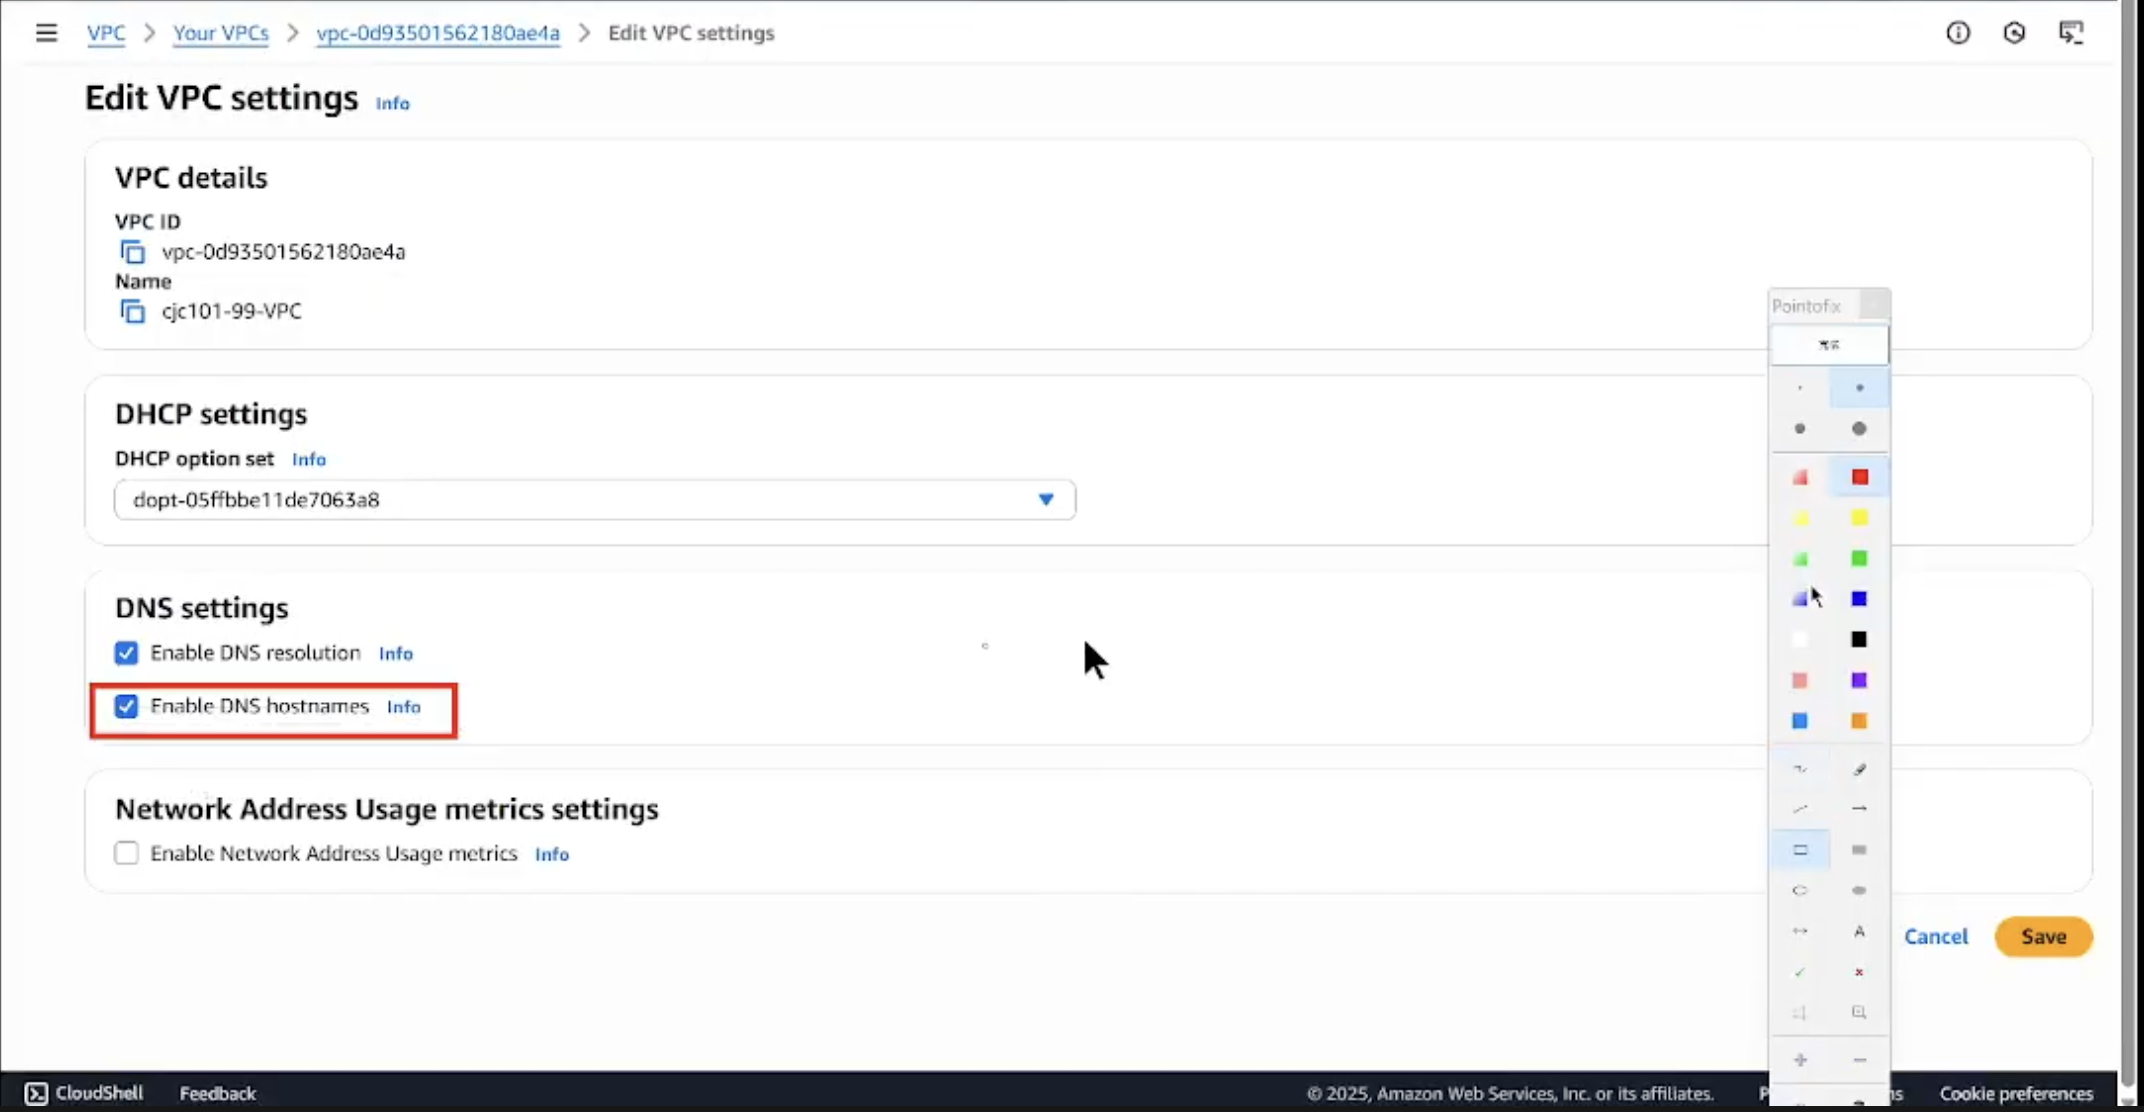 VPC > Your VPCs > vpc-0d93501562180ae4a > Edit VPC settings
Edit VPC settings Info
VPC details
VPC ID
vpc-0d93501562180ae4a
Name
cjc101-99-VPC
Pointofix
DHCP settings
DHCP option set Info
dopt-05ffbbe11de7063a8
DNS settings
Enable DNS resolution Info
Enable DNS hostnames Info
Network Address Usage metrics settings
Enable Network Address Usage metrics Info
A
Cancel Save
CloudShell Feedback © 2025, Amazon Web Services, Inc. or its affiliates. Cookie preferences